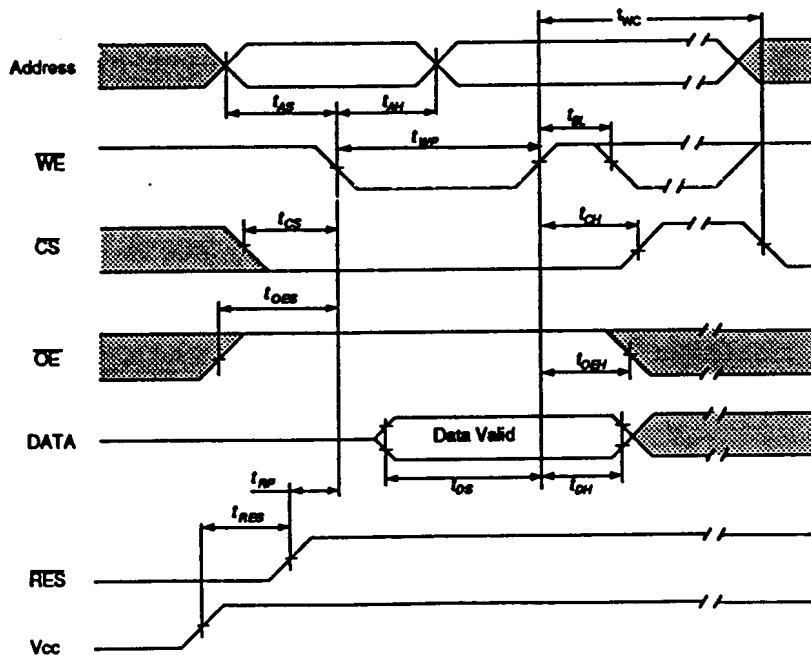 tWC
Address
tAS
tAH
tBL
tWP
WE
tCS
tCH
CS
tOES
OE
tOEH
DATA
Data Valid
tRP
tDS
tDH
tRES
RES
Vcc